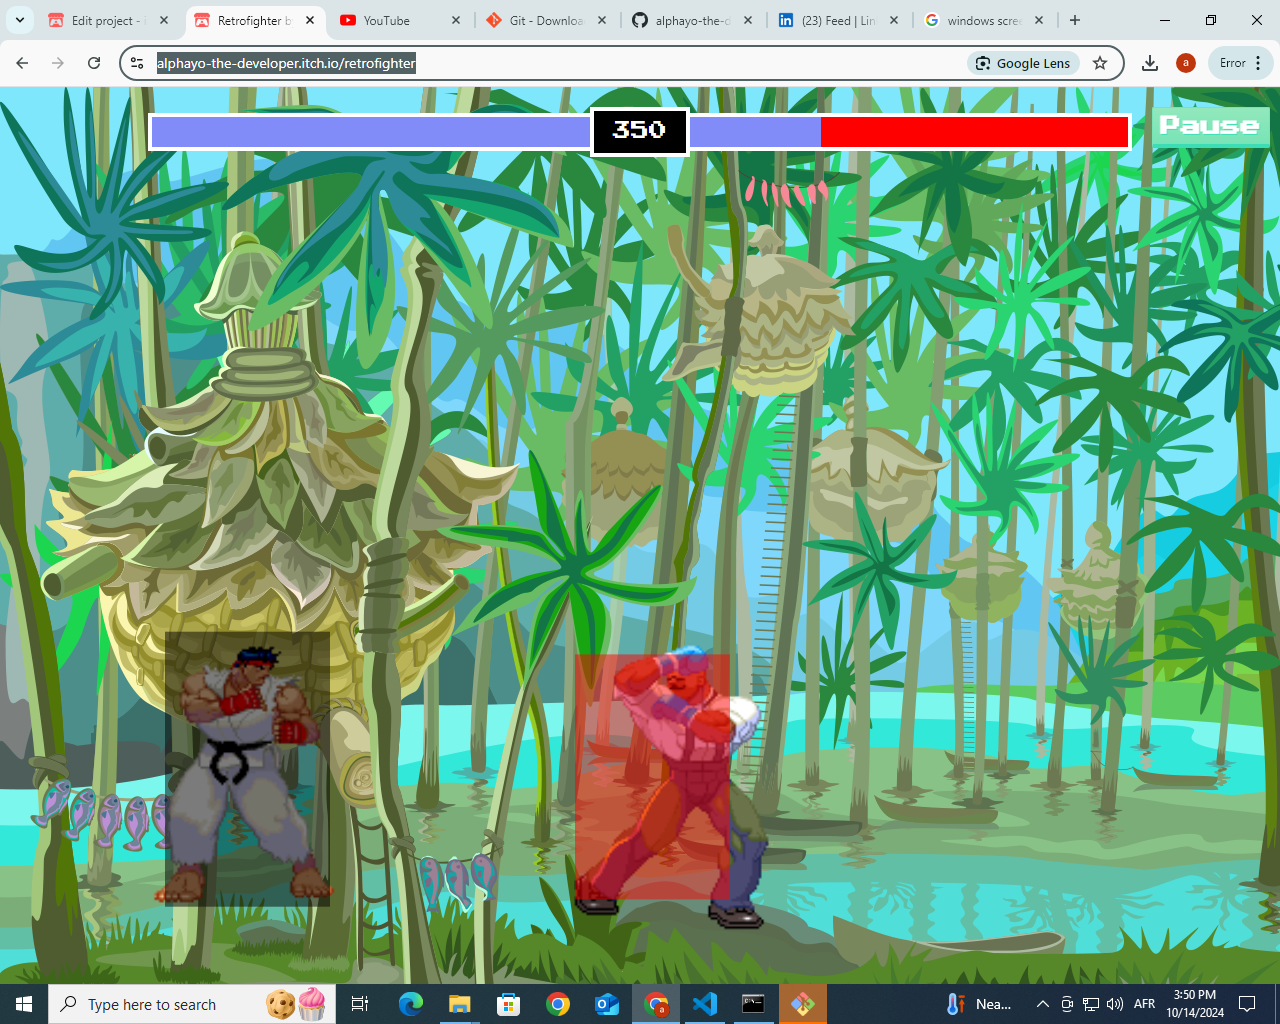 Edit project - i
Retrofighter b
YouTube
Git - Downloa
alphayo-the-d
(23) Feed | Lin
windows scree
alphayo-the-developer.itch.io/retrofighter
Google Lens
a
Error
350
Pause
Type here to search
a
Nea...
AFR
3:50 PM
10/14/2024